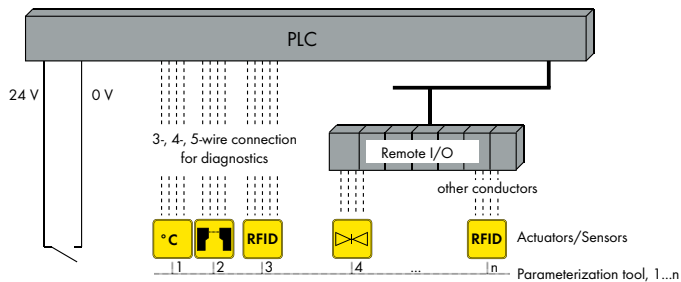 PLC
24 V
0 V
3-, 4-, 5-wire connection
for diagnostics
Remote I/O
other conductors
°C
RFID
RFID
Actuators/Sensors
1
2
3
4
...
n
Parameterization tool, 1...n